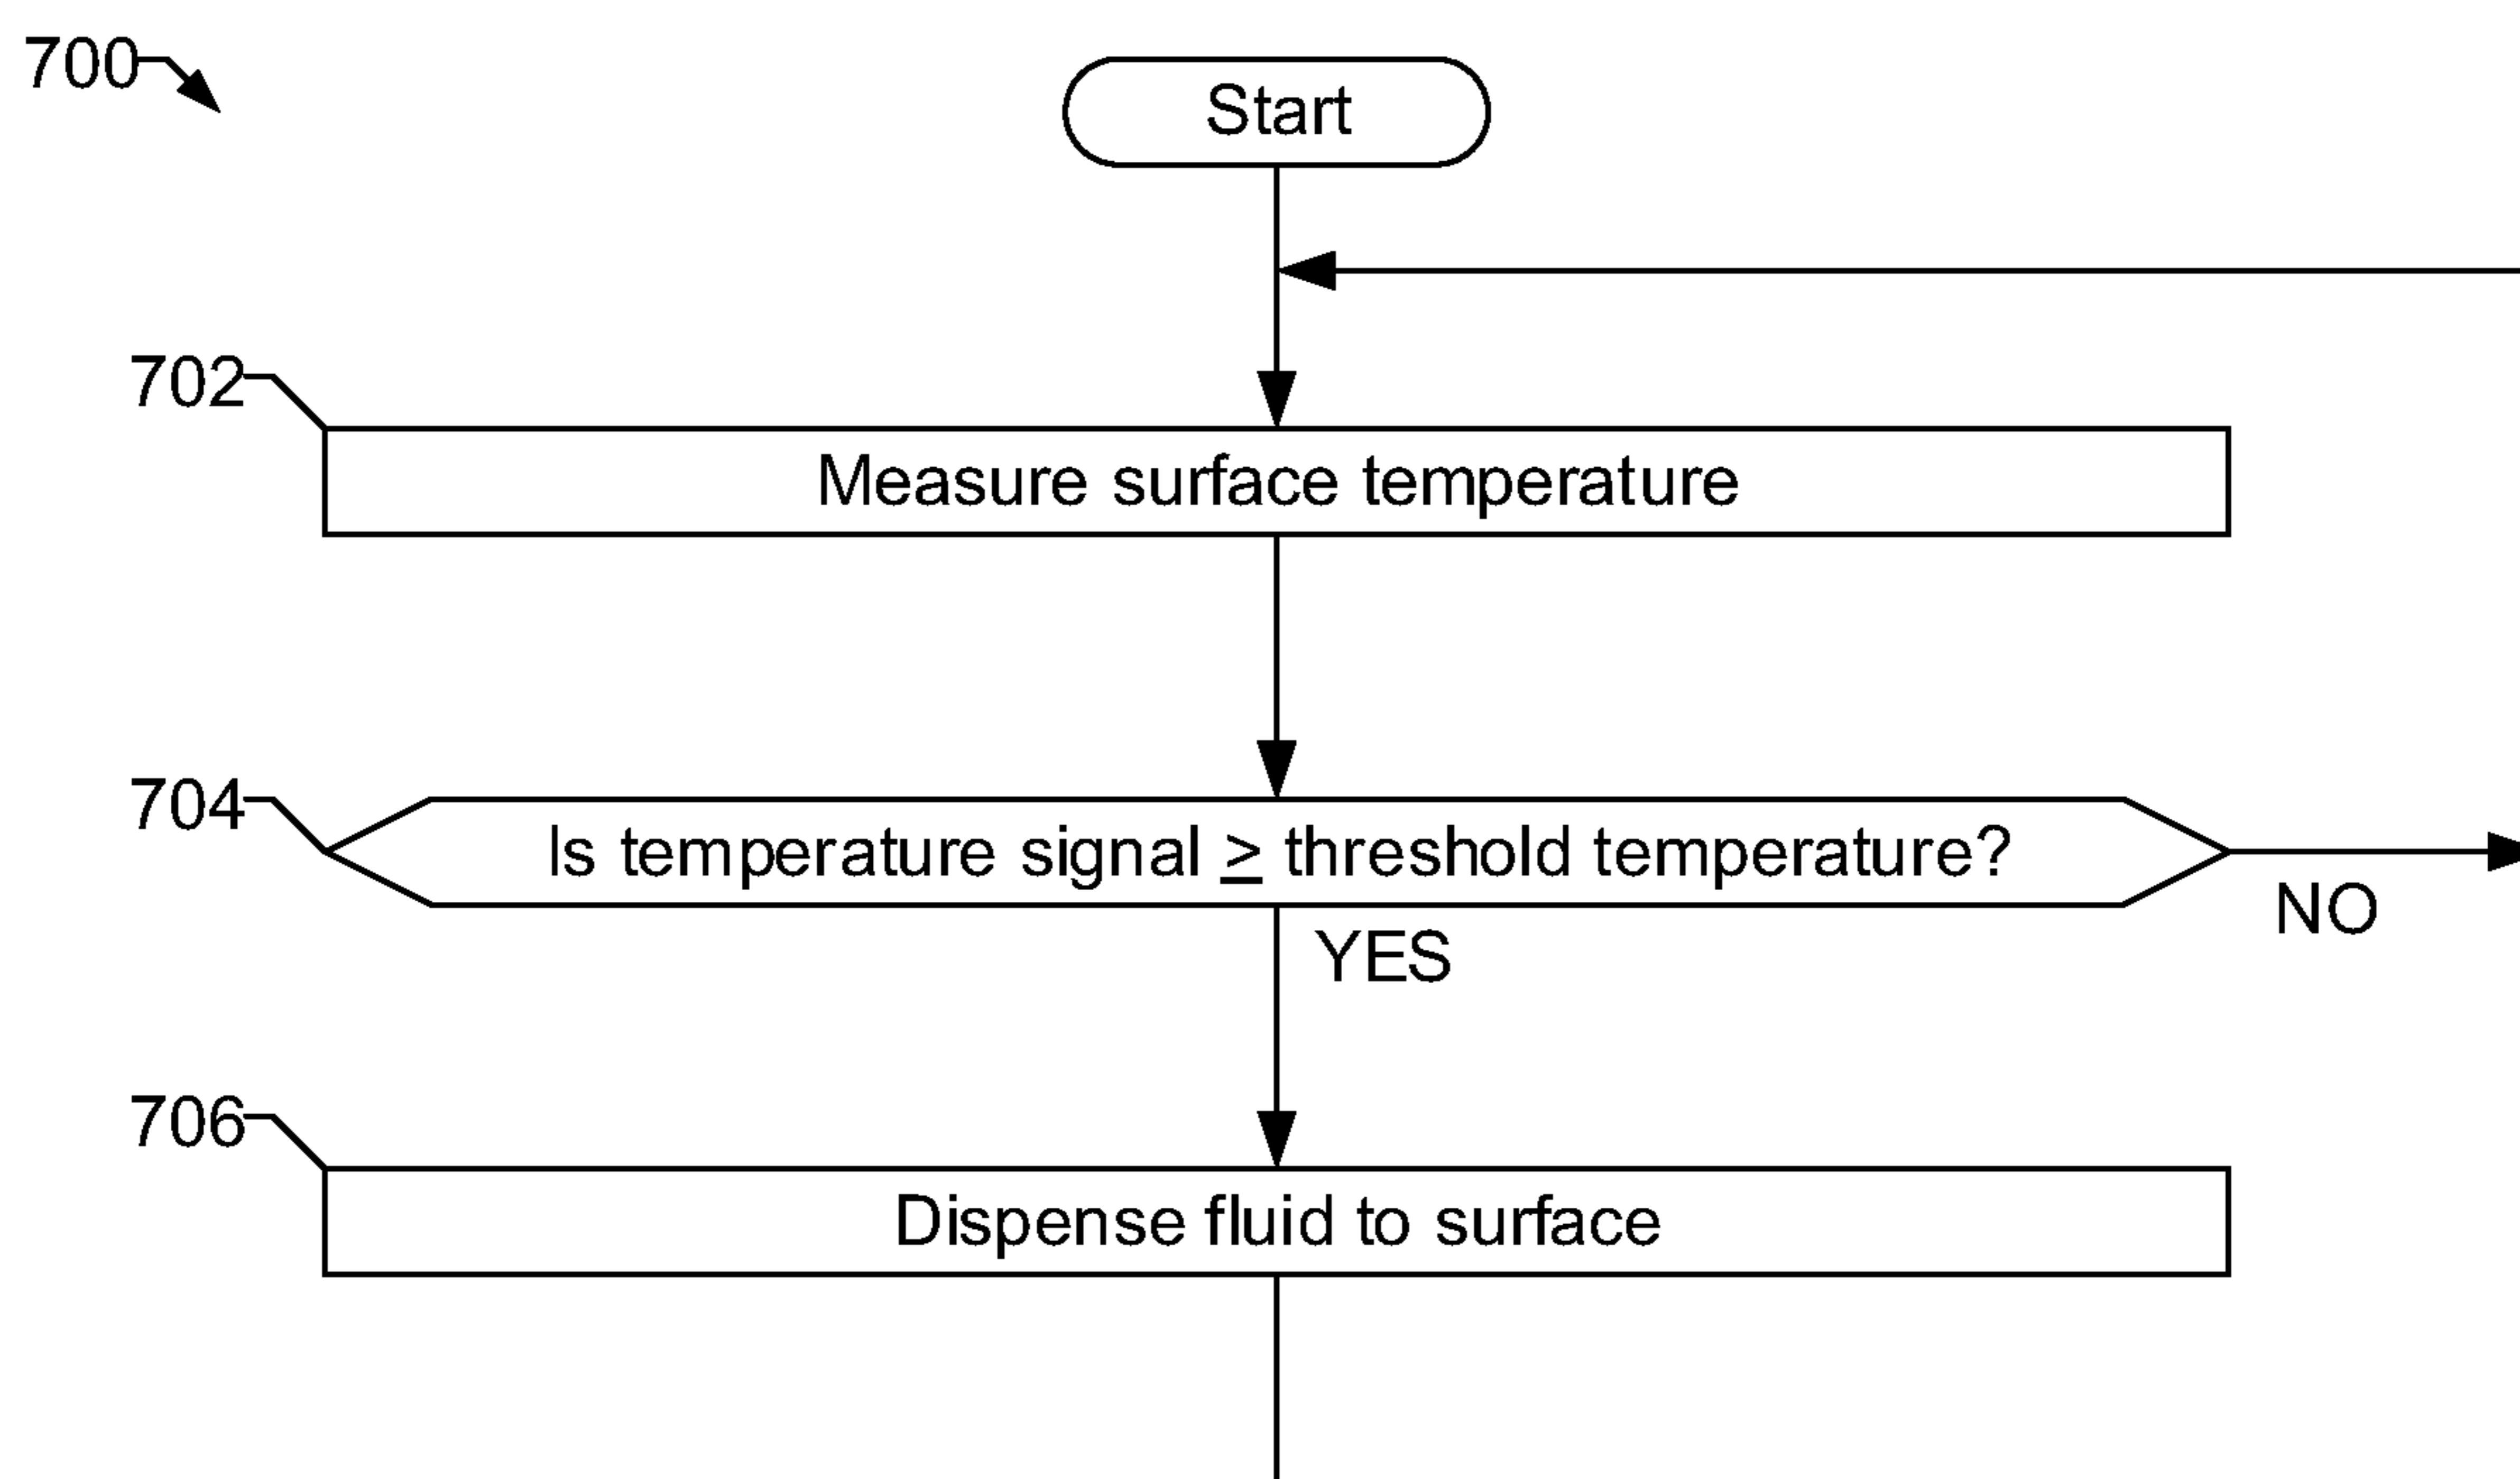 700
Start
702
Measure surface temperature
704
Is temperature signal ≥ threshold temperature?
NO
YES
706
Dispense fluid to surface